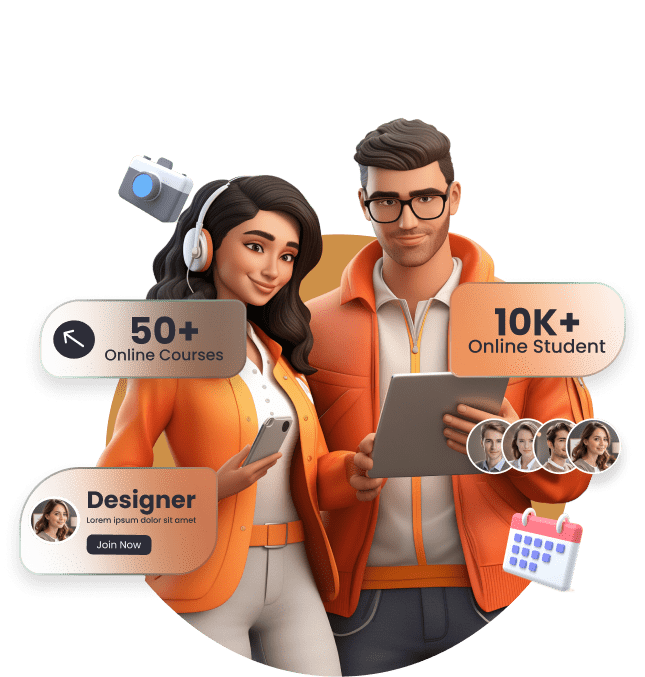 50+
Online Courses
10K+
Online Student
Designer
Lorem ipsum dolor sit amet
Join Now